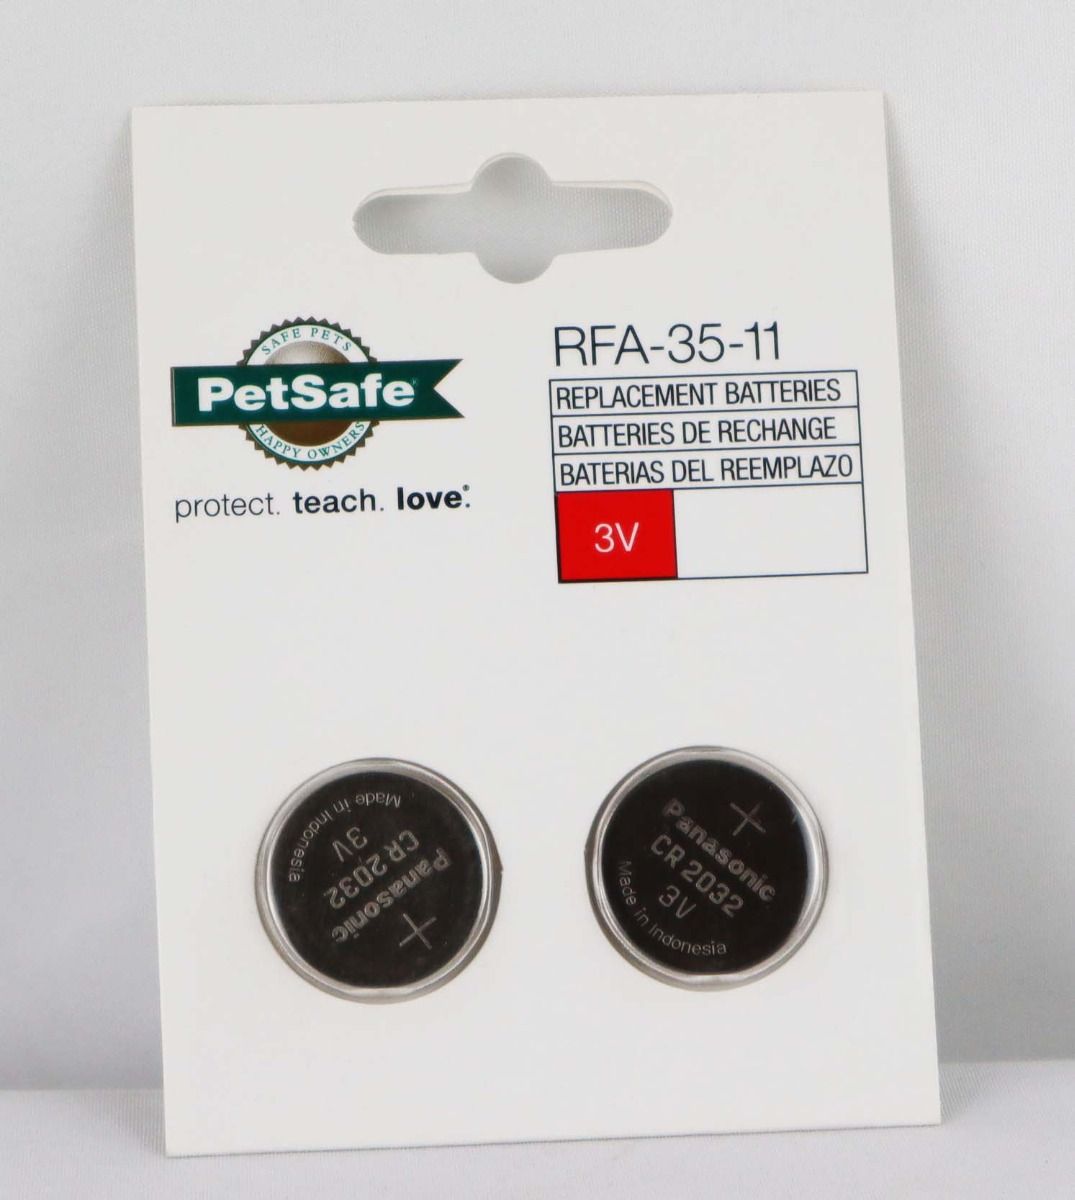 SAFE PETS
PetSafe®
HAPPY OWNERS
protect. teach. love.®
RFA-35-11
REPLACEMENT BATTERIES
BATTERIES DE RECHANGE
BATERIAS DEL REEMPLAZO
3V
+
Panasonic
CR 2032
3V
Made in Indonesia
+
Panasonic
CR 2032
3V
Made in Indonesia